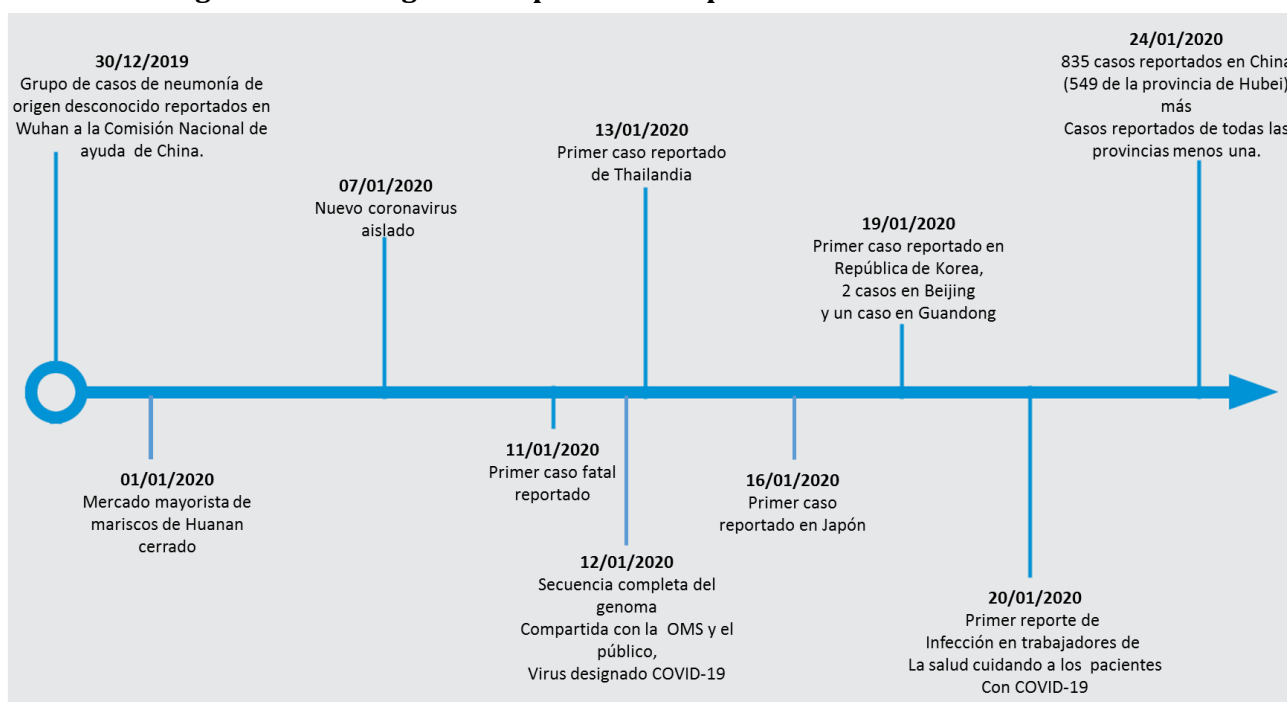 30/12/2019
Grupo de casos de neumonía de
origen desconocido reportados en
Wuhan a la Comisión Nacional de
ayuda de China.
01/01/2020
Mercado mayorista de
mariscos de Huanan
cerrado
07/01/2020
Nuevo coronavirus
aislado
11/01/2020
Primer caso fatal
reportado
12/01/2020
Secuencia completa del
genoma
Compartida con la OMS y el
público,
Virus designado COVID-19
13/01/2020
Primer caso reportado
de Thailandia
16/01/2020
Primer caso
reportado en Japón
19/01/2020
Primer caso reportado en
República de Korea,
2 casos en Beijing
y un caso en Guandong
20/01/2020
Primer reporte de
Infección en trabajadores de
La salud cuidando a los pacientes
Con COVID-19
24/01/2020
835 casos reportados en China
(549 de la provincia de Hubei)
más
Casos reportados de todas las
provincias menos una.